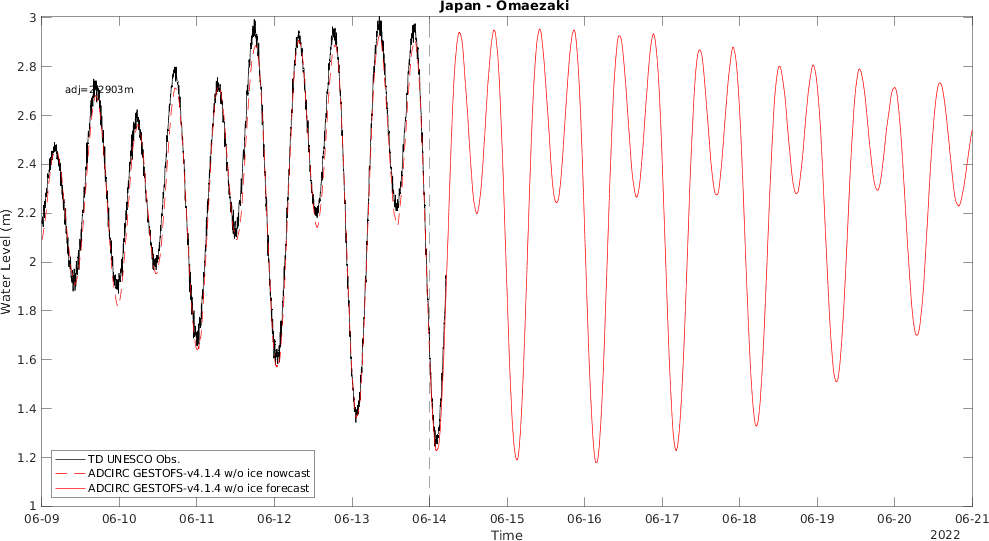 Japan - Omaezaki
3
2.8
adj=2.2903m
2.6
2.4
2.2
2
1.8
1.6
1.4
1.2
1
Water Level (m)
TD UNESCO Obs.
ADCIRC GESTOFS-v4.1.4 w/o ice nowcast
ADCIRC GESTOFS-v4.1.4 w/o ice forecast
06-09 06-10 06-11 06-12 06-13 06-14 06-15 06-16 06-17 06-18 06-19 06-20 06-21
Time
2022